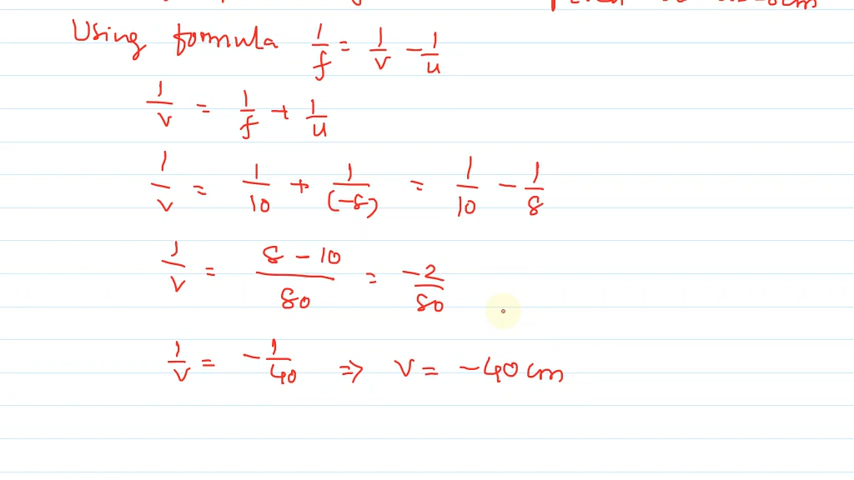 Using formula 1/f = 1/v - 1/u
1/v = 1/f + 1/u
1/v = 1/10 + 1/(-8) = 1/10 - 1/8
1/v = 8 - 10/80 = -2/80
1/v = -1/40 ⇒ v = -40 cm